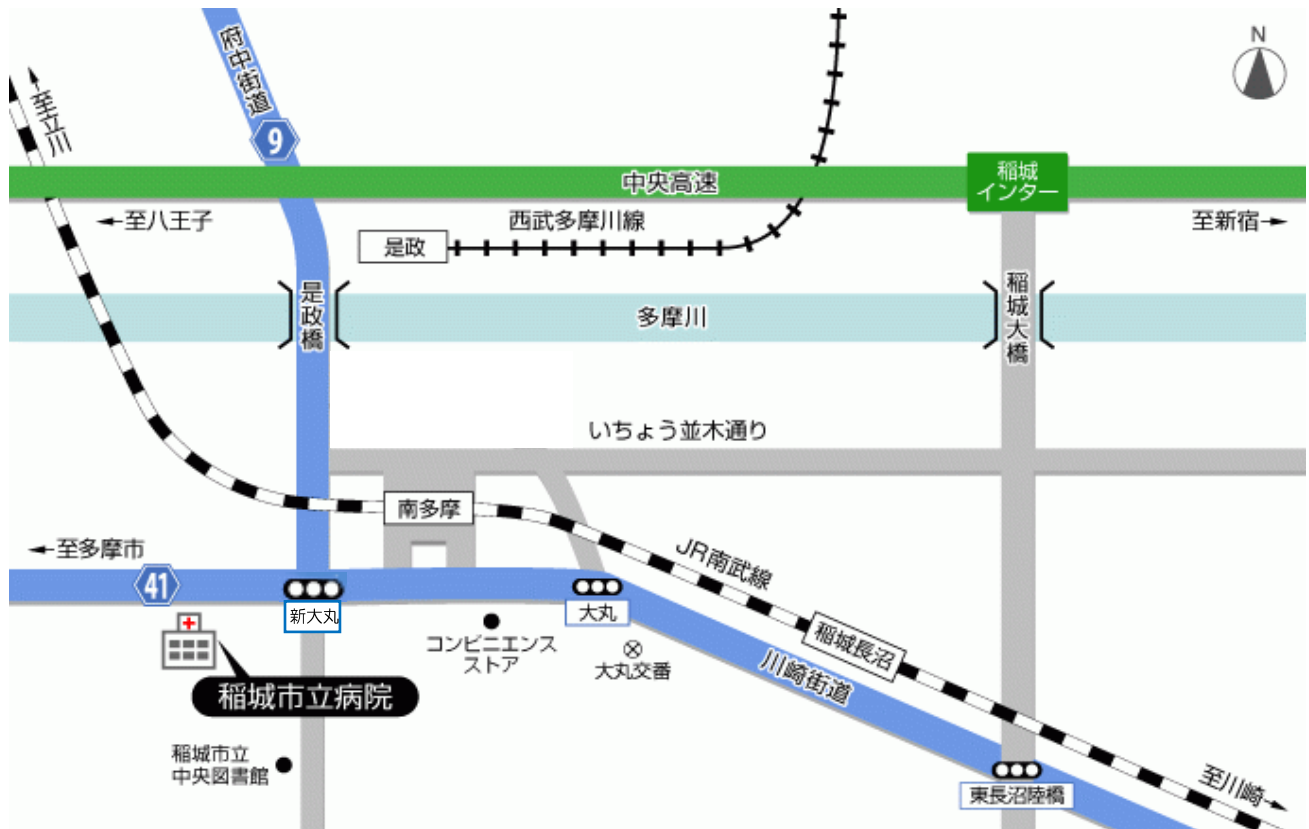 N
府中街道
至立川
9
中央高速
稲城
インター
至八王子
西武多摩川線
至新宿
是政
是政橋
多摩川
稲城大橋
いちょう並木通り
南多摩
至多摩市
JR南武線
41
新大丸
大丸
稲城長沼
コンビニエンス
ストア
大丸交番
川崎街道
稲城市立病院
稲城市立
中央図書館
東長沼陸橋
至川崎